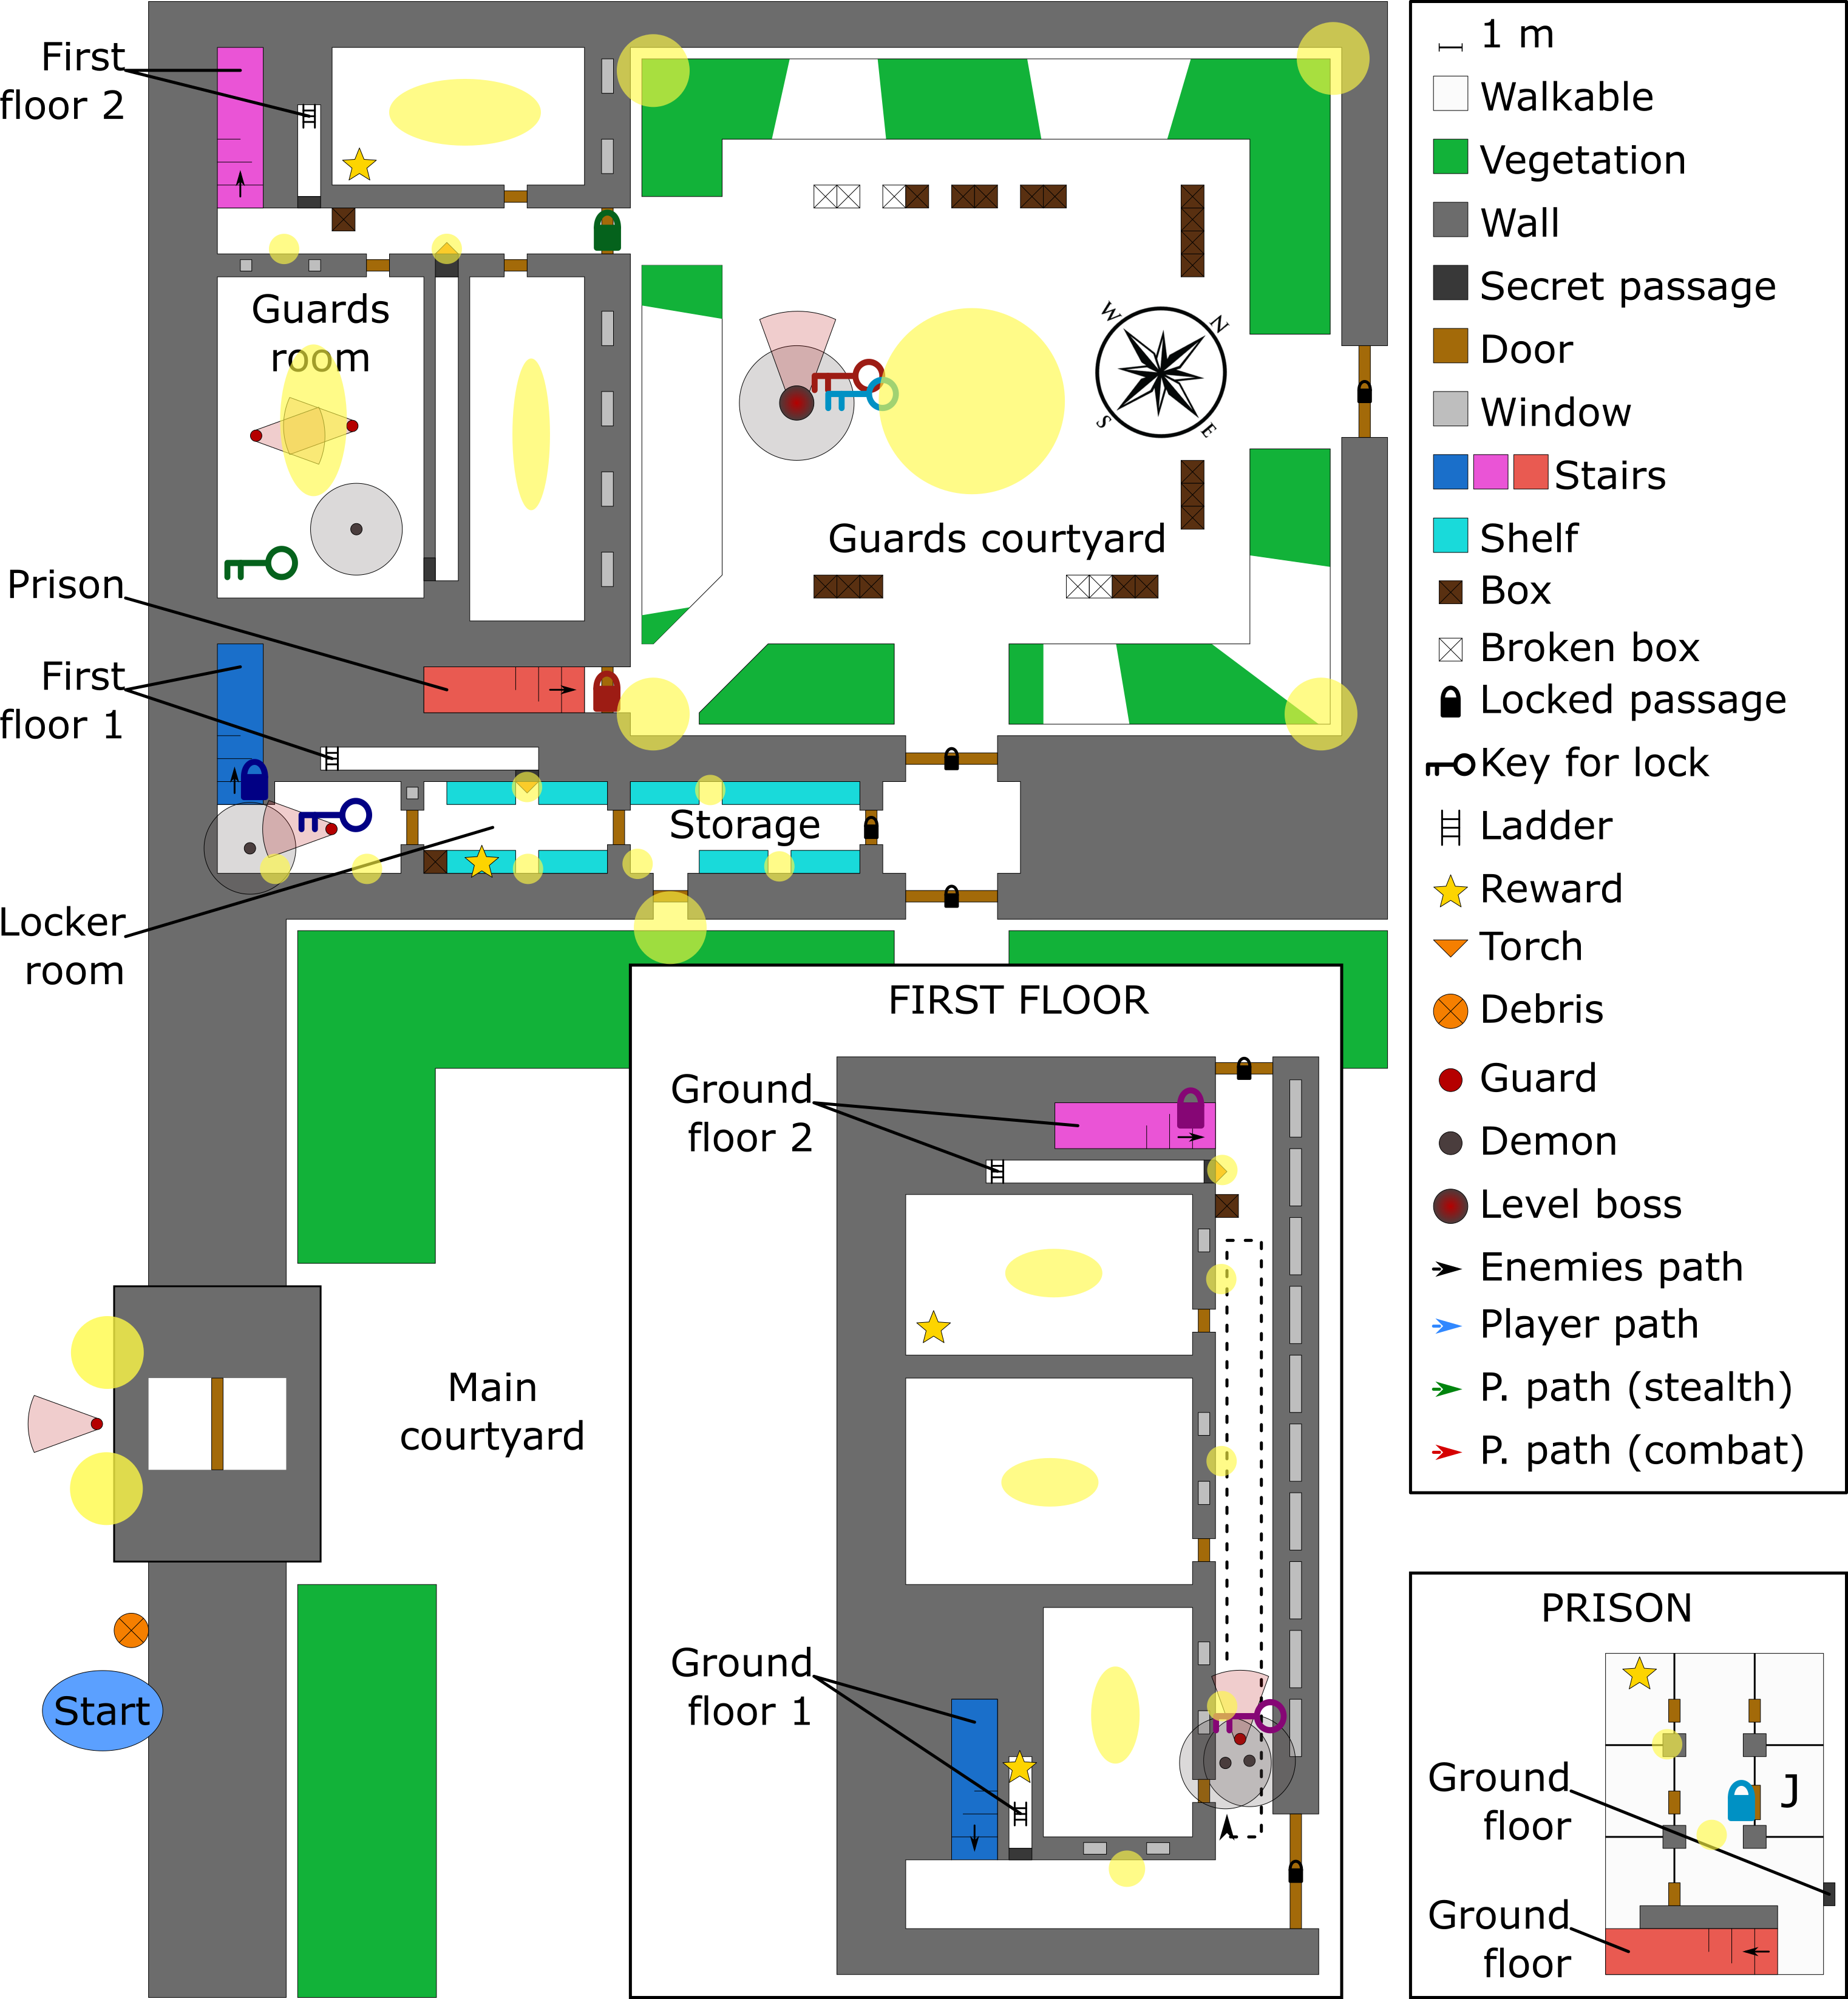 First
floor 2
Guards
room
Prison
First
floor 1
Locker
room
Storage
Guards courtyard
W
N
S
E
Main
courtyard
Start
FIRST FLOOR
Ground
floor 2
Ground
floor 1
1 m
Walkable
Vegetation
Wall
Secret passage
Door
Window
Stairs
Shelf
Box
Broken box
Locked passage
Key for lock
Ladder
Reward
Torch
Debris
Guard
Demon
Level boss
Enemies path
Player path
P. path (stealth)
P. path (combat)
PRISON
J
Ground
floor
Ground
floor